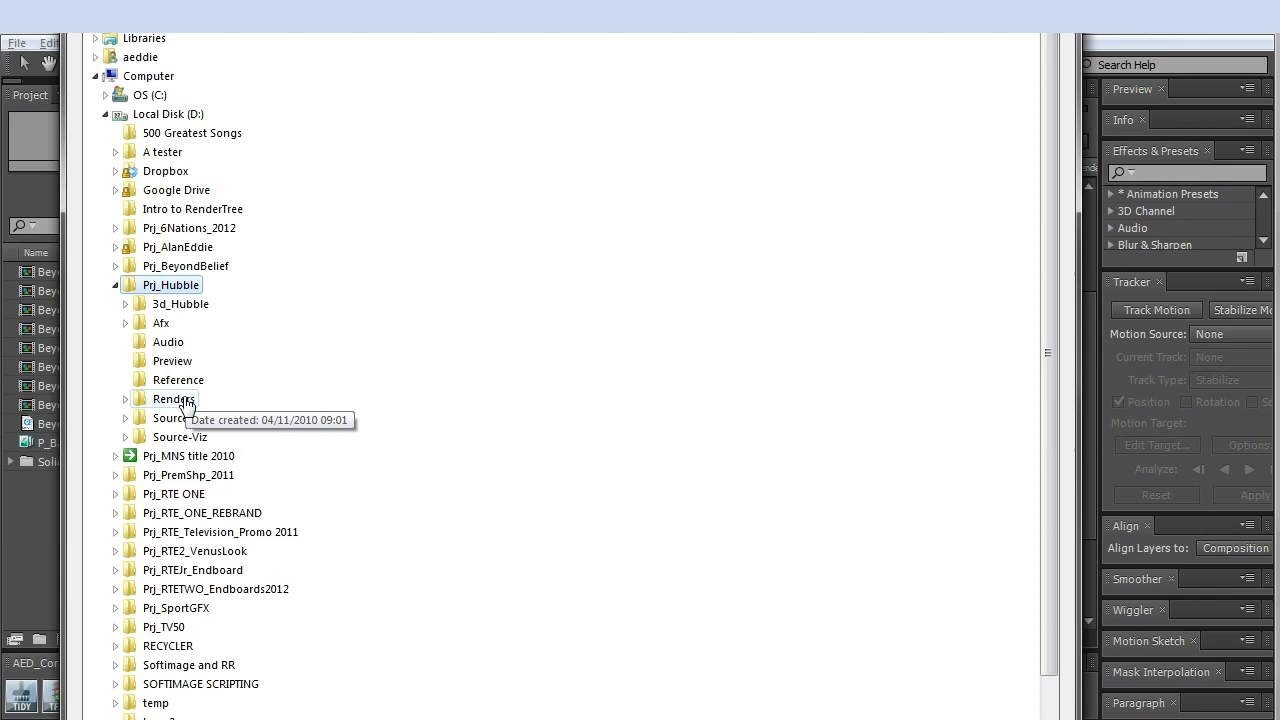 Libraries
File Edi
aeddie
Search Help
Computer
Preview
Project
OS (C:)
Local Disk (D:)
Info
500 Greatest Songs
A tester
Effects & Presets
Dropbox
Google Drive
* Animation Presets
Intro to RenderTree
3D Channel
Prj_6Nations_2012
Audio
Prj_AlanEddie
Blur & Sharpen
Name
Prj_BeyondBelief
Bey
Prj_Hubble
Tracker
Bey
3d_Hubble
Track Motion
Stabilize Mo
Bey
Afx
Motion Source: None
Bey
Audio
Current Track: None
Bey
Preview
Track Type: Stabilize
Bey
Reference
Position Rotation
Bey
Renders
Motion Target:
Bey
Source
Date created: 04/11/2010 09:01
Bey
Source-Viz
Edit Target...
Options.
P_B
Prj_MNS title 2010
Soli
Analyze:
Prj_PremShp_2011
Prj_RTE ONE
Reset
Apply
Prj_RTE_ONE_REBRAND
Align
Prj_RTE_Television_Promo 2011
Align Layers to: Composition
Prj_RTE2_VenusLook
Prj_RTEJr_Endboard
Smoother
Prj_RTETWO_Endboards2012
Prj_SportGFX
Wiggler
Prj_TV50
RECYCLER
Motion Sketch
AED_Cor
Softimage and RR
Mask Interpolation
SOFTIMAGE SCRIPTING
TIDY
temp
Paragraph